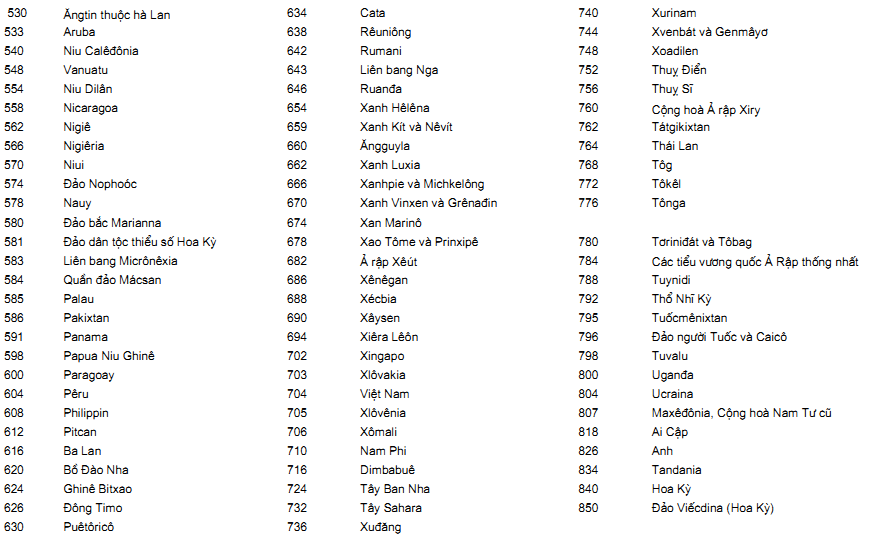 530 Ăngtin thuộc hà Lan
533 Aruba
540 Niu Calêđônia
548 Vanuatu
554 Niu Dilân
558 Nicaragoa
562 Nigiê
566 Nigiêria
570 Niui
574 Đảo Nophoóc
578 Nauy
580 Đảo bắc Marianna
581 Đảo dân tộc thiểu số Hoa Kỳ
583 Liên bang Micrônêxia
584 Quần đảo Mácsan
585 Palau
586 Pakixtan
591 Panama
598 Papua Niu Ghinê
600 Paragoay
604 Pêru
608 Philippin
612 Pitcan
616 Ba Lan
620 Bồ Đào Nha
624 Ghinê Bitxao
626 Đông Timo
630 Puêtôricô
634 Cata
638 Rêuniông
642 Rumani
643 Liên bang Nga
646 Ruanđa
654 Xanh Hêlêna
659 Xanh Kít và Nêvít
660 Ăngguyla
662 Xanh Luxia
666 Xanhpie và Michkelông
670 Xanh Vinxen và Grênađin
674 Xan Marinô
678 Xao Tôme và Prinxipê
682 Ả rập Xêút
686 Xênêgan
688 Xécbia
690 Xâysen
694 Xiêra Lêôn
702 Xingapo
703 Xlôvakia
704 Việt Nam
705 Xlôvênia
706 Xômali
710 Nam Phi
716 Dimbabuê
724 Tây Ban Nha
732 Tây Sahara
736 Xuđăng
740 Xurinam
744 Xvenbát và Genmâyơ
748 Xoadilen
752 Thuỵ Điển
756 Thuỵ Sĩ
760 Cộng hoà Ả rập Xiry
762 Tátgikixtan
764 Thái Lan
768 Tôg
772 Tôkêl
776 Tônga
780 Tơriniđát và Tôbag
784 Các tiểu vương quốc Ả Rập thống nhất
788 Tuynidi
792 Thổ Nhĩ Kỳ
795 Tuốcmênixtan
796 Đảo người Tuốc và Caicô
798 Tuvalu
800 Uganđa
804 Ucraina
807 Maxêđônia, Cộng hoà Nam Tư cũ
818 Ai Cập
826 Anh
834 Tandania
840 Hoa Kỳ
850 Đảo Viếcdina (Hoa Kỳ)